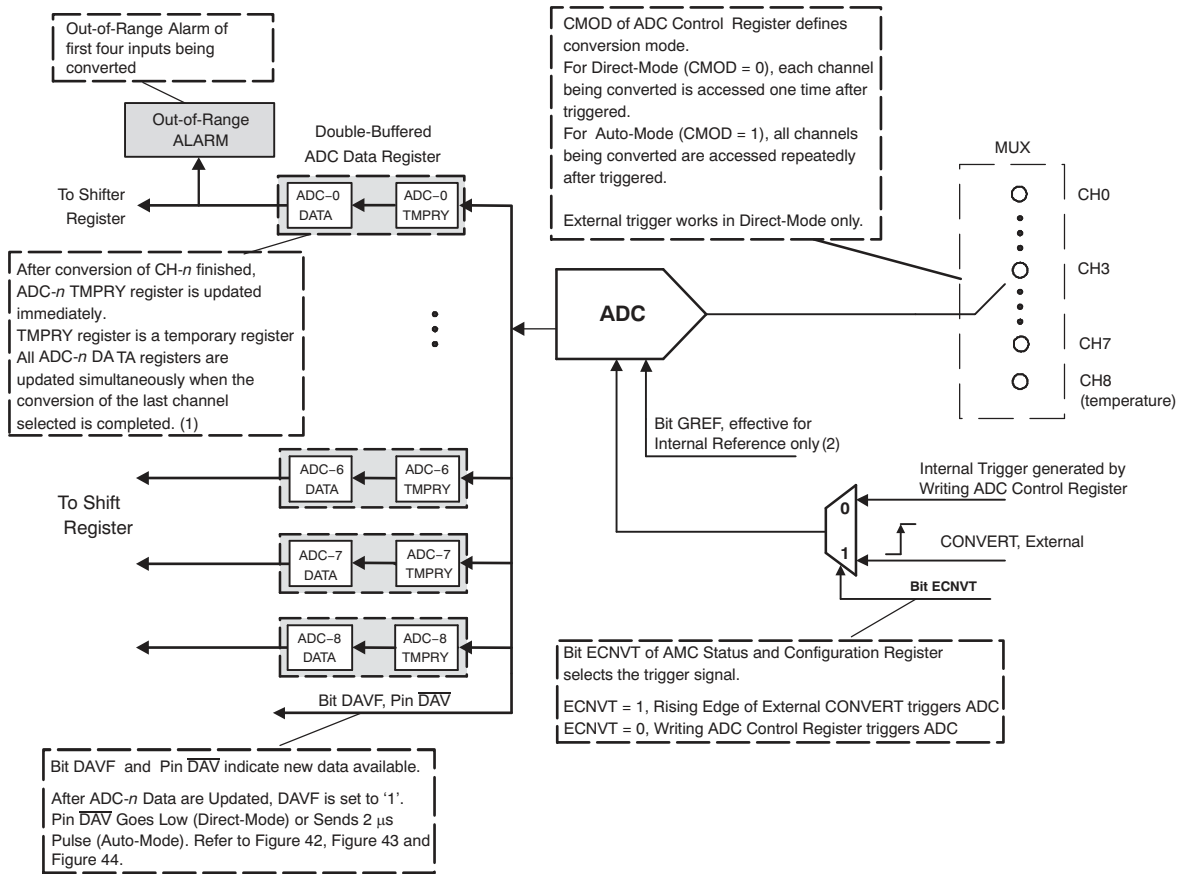 Out-of-Range Alarm of
first four inputs being
converted
Out-of-Range
ALARM
Double-Buffered
ADC Data Register
To Shifter
Register
ADC–0
DATA
ADC–0
TMPRY
After conversion of CH-n finished,
ADC-n TMPRY register is updated
immediately.
TMPRY register is a temporary register
All ADC-n DA TA registers are
updated simultaneously when the
conversion of the last channel
selected is completed. (1)
CMOD of ADC Control Register defines
conversion mode.
For Direct-Mode (CMOD = 0), each channel
being converted is accessed one time after
triggered.
For Auto-Mode (CMOD = 1), all channels
being converted are accessed repeatedly
after triggered.
External trigger works in Direct-Mode only.
MUX
CH0
CH3
CH7
CH8
(temperature)
ADC
Bit GREF, effective for
Internal Reference only(2)
Internal Trigger generated by
Writing ADC Control Register
0
1
CONVERT, External
Bit ECNVT
To Shift
Register
ADC–6
DATA
ADC–6
TMPRY
ADC–7
DATA
ADC–7
TMPRY
ADC–8
DATA
ADC–8
TMPRY
Bit DAVF, Pin DAV
Bit ECNVT of AMC Status and Configuration Register
selects the trigger signal.
ECNVT = 1, Rising Edge of External CONVERT triggers ADC
ECNVT = 0, Writing ADC Control Register triggers ADC
Bit DAVF and Pin DAV indicate new data available.
After ADC-n Data are Updated, DAVF is set to ‘1’.
Pin DAV Goes Low (Direct-Mode) or Sends 2 μs
Pulse (Auto-Mode). Refer to Figure 42, Figure 43 and
Figure 44.